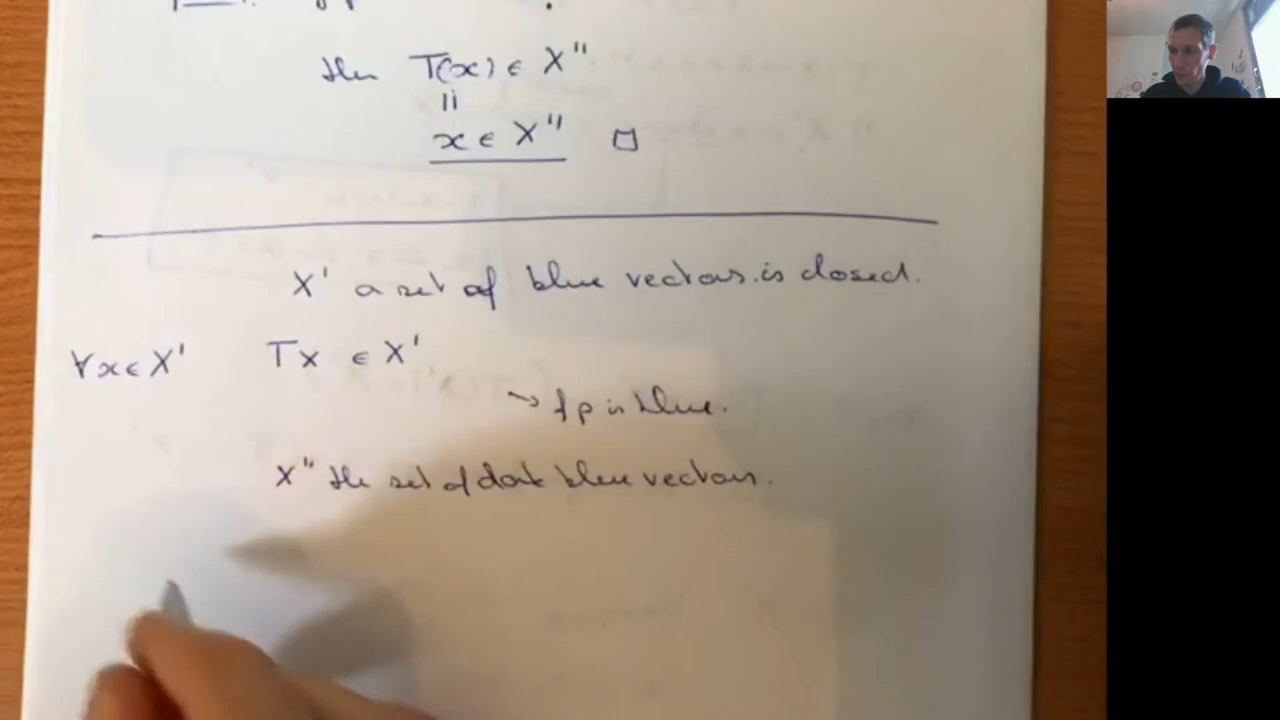 then T(x) ∈ X''
||
x ∈ X'' □
X' a set of blue vectors is closed.
∀x∈X' Tx ∈ X'
↝ fp is blue.
X'' the set of dark blue vectors.